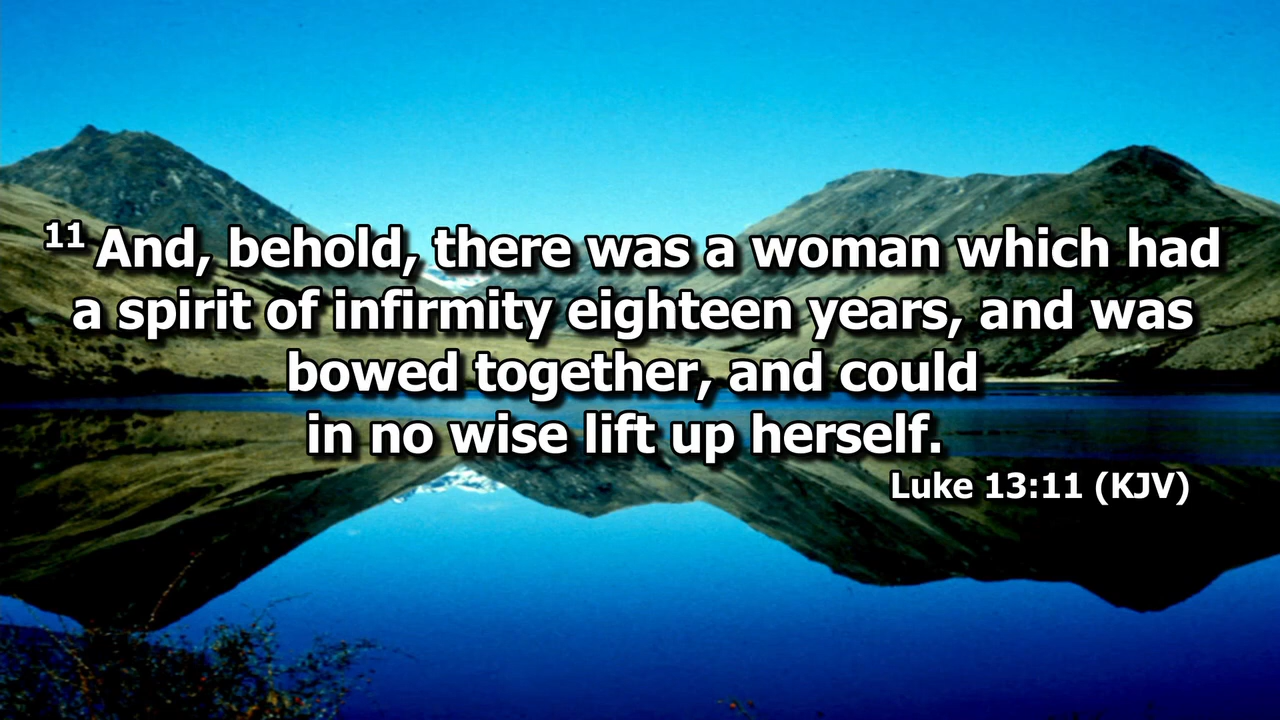 11 And, behold, there was a woman which had
a spirit of infirmity eighteen years, and was
bowed together, and could
in no wise lift up herself.
Luke 13:11 (KJV)